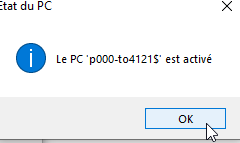 Etat du PC
Le PC 'p000-to4121$' est activé
OK